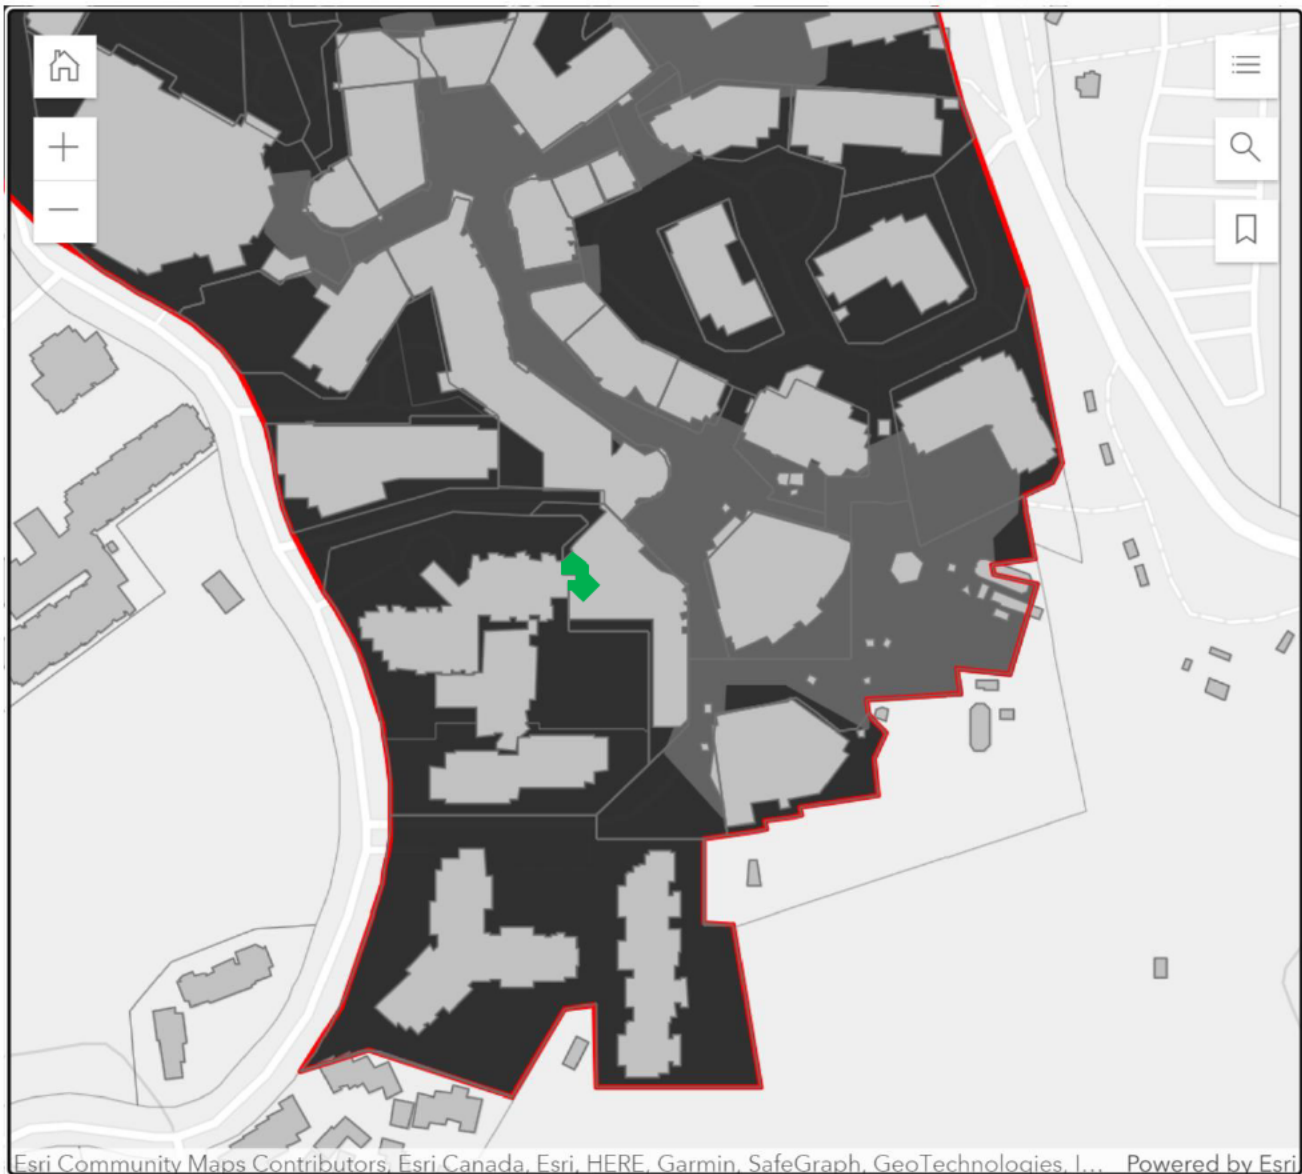 Esri Community Maps Contributors, Esri Canada, Esri, HERE, Garmin, SafeGraph, GeoTechnologies, I... Powered by Esri